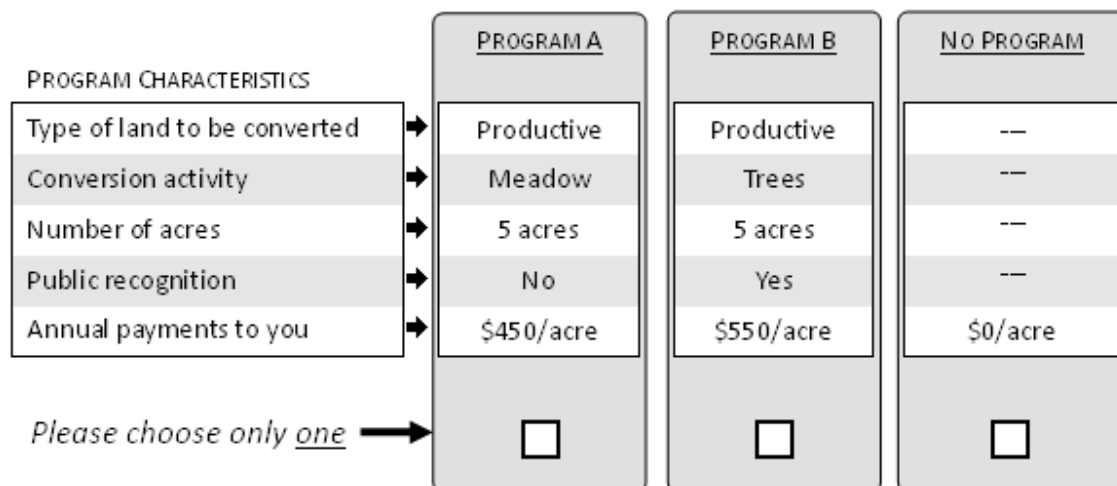 PROGRAM A PROGRAM B NO PROGRAM
PROGRAM CHARACTERISTICS
Type of land to be converted Productive Productive ---
Conversion activity Meadow Trees ---
Number of acres 5 acres 5 acres ---
Public recognition No Yes ---
Annual payments to you $450/acre $550/acre $0/acre
Please choose only one